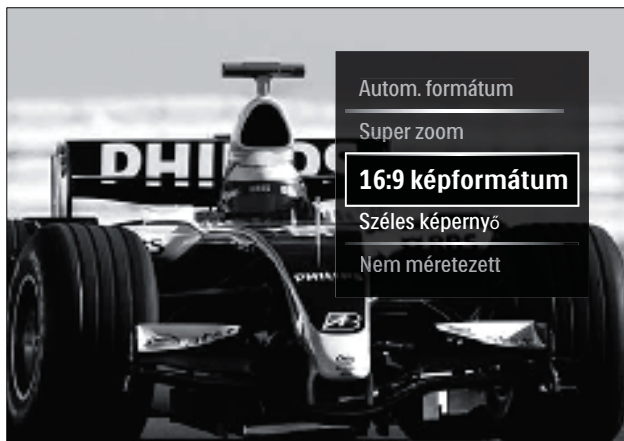 Autom. formátum
Super zoom
16:9 képformátum
Széles képernyő
Nem méretezett
PHILIPS